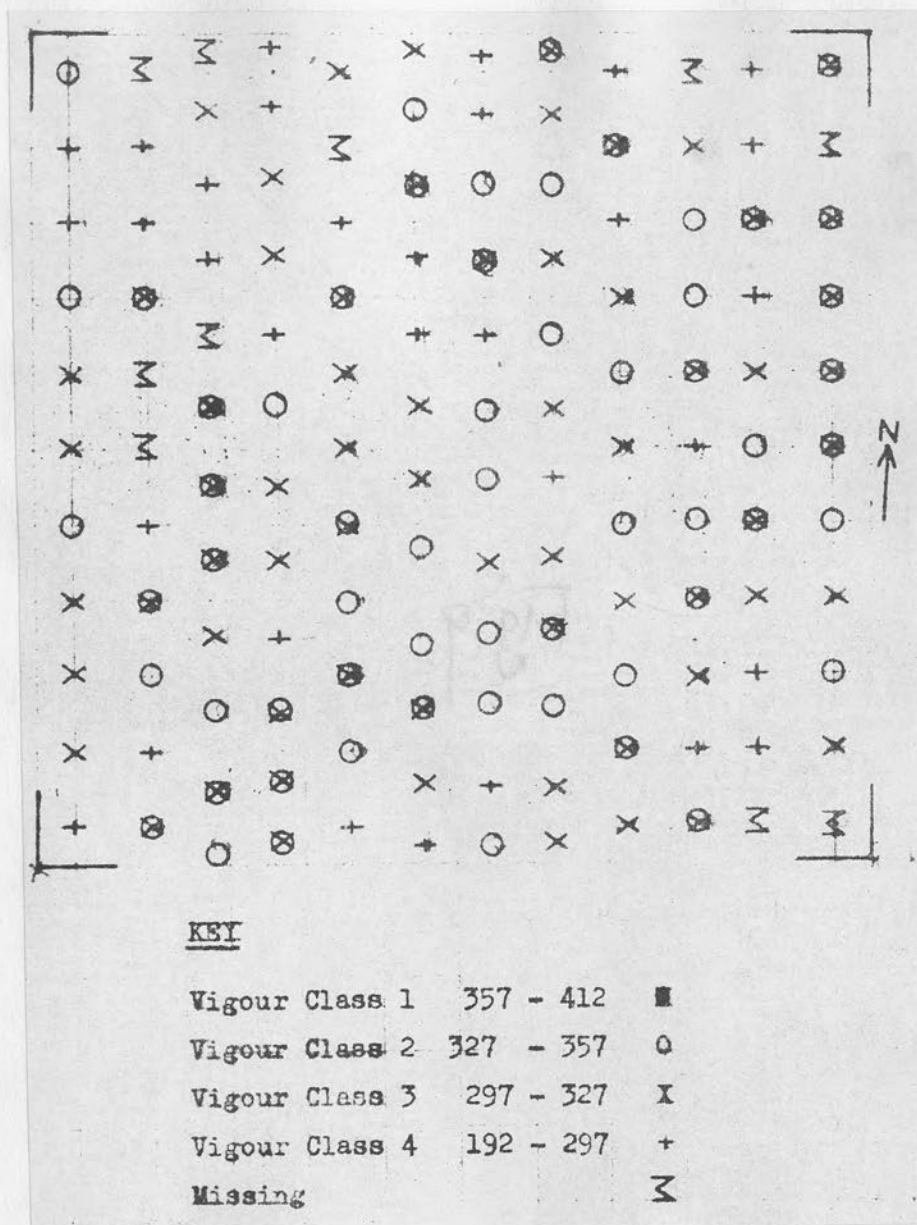 N
KEY
Vigour Class 1 357 - 412
Vigour Class 2 327 - 357 O
Vigour Class 3 297 - 327 X
Vigour Class 4 192 - 297 +
Missing Σ